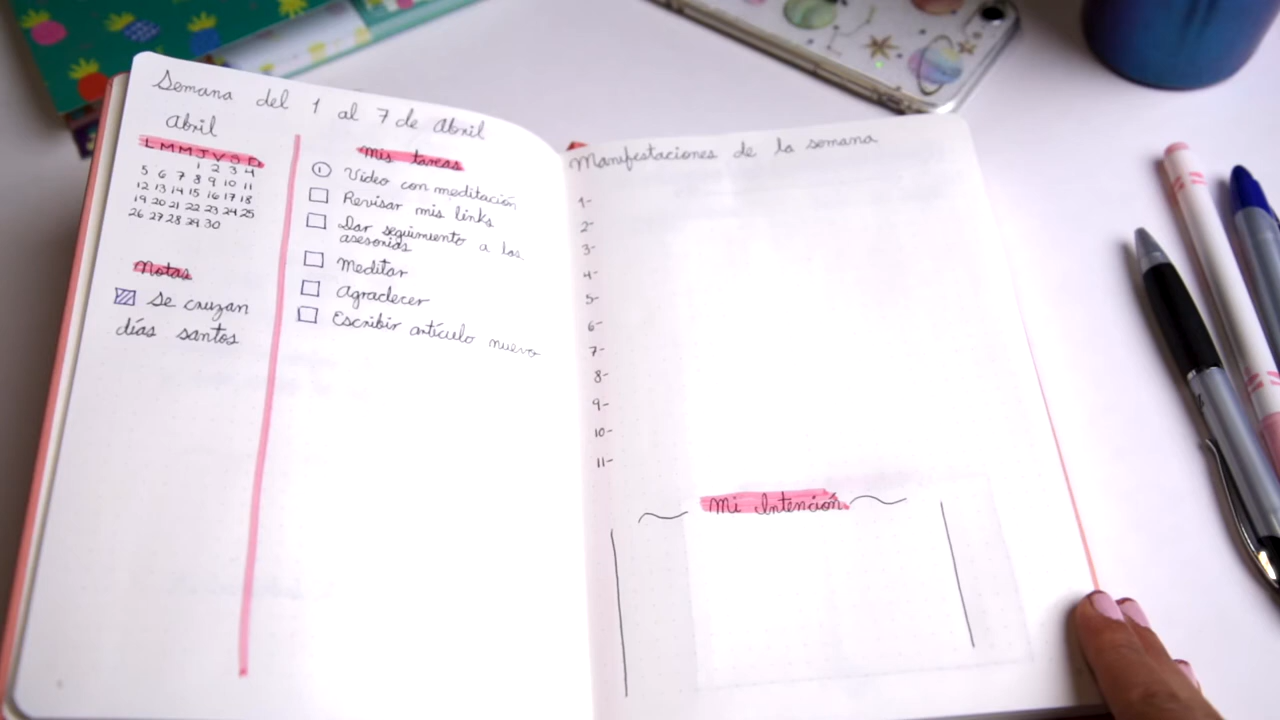 Semana del 1 al 7 de Abril
Abril
L M M J V S D
1 2 3 4
5 6 7 8 9 10 11
12 13 14 15 16 17 18
19 20 21 22 23 24 25
26 27 28 29 30
Notas
Se cruzan
días santos
Mis tareas
Video con meditación
Revisar mis links
Dar seguimiento a las
asesorías
Meditar
Agradecer
Escribir artículo nuevo
Manifestaciones de la semana
1-
2-
3-
4-
5-
6-
7-
8-
9-
10-
11-
Mi Intención